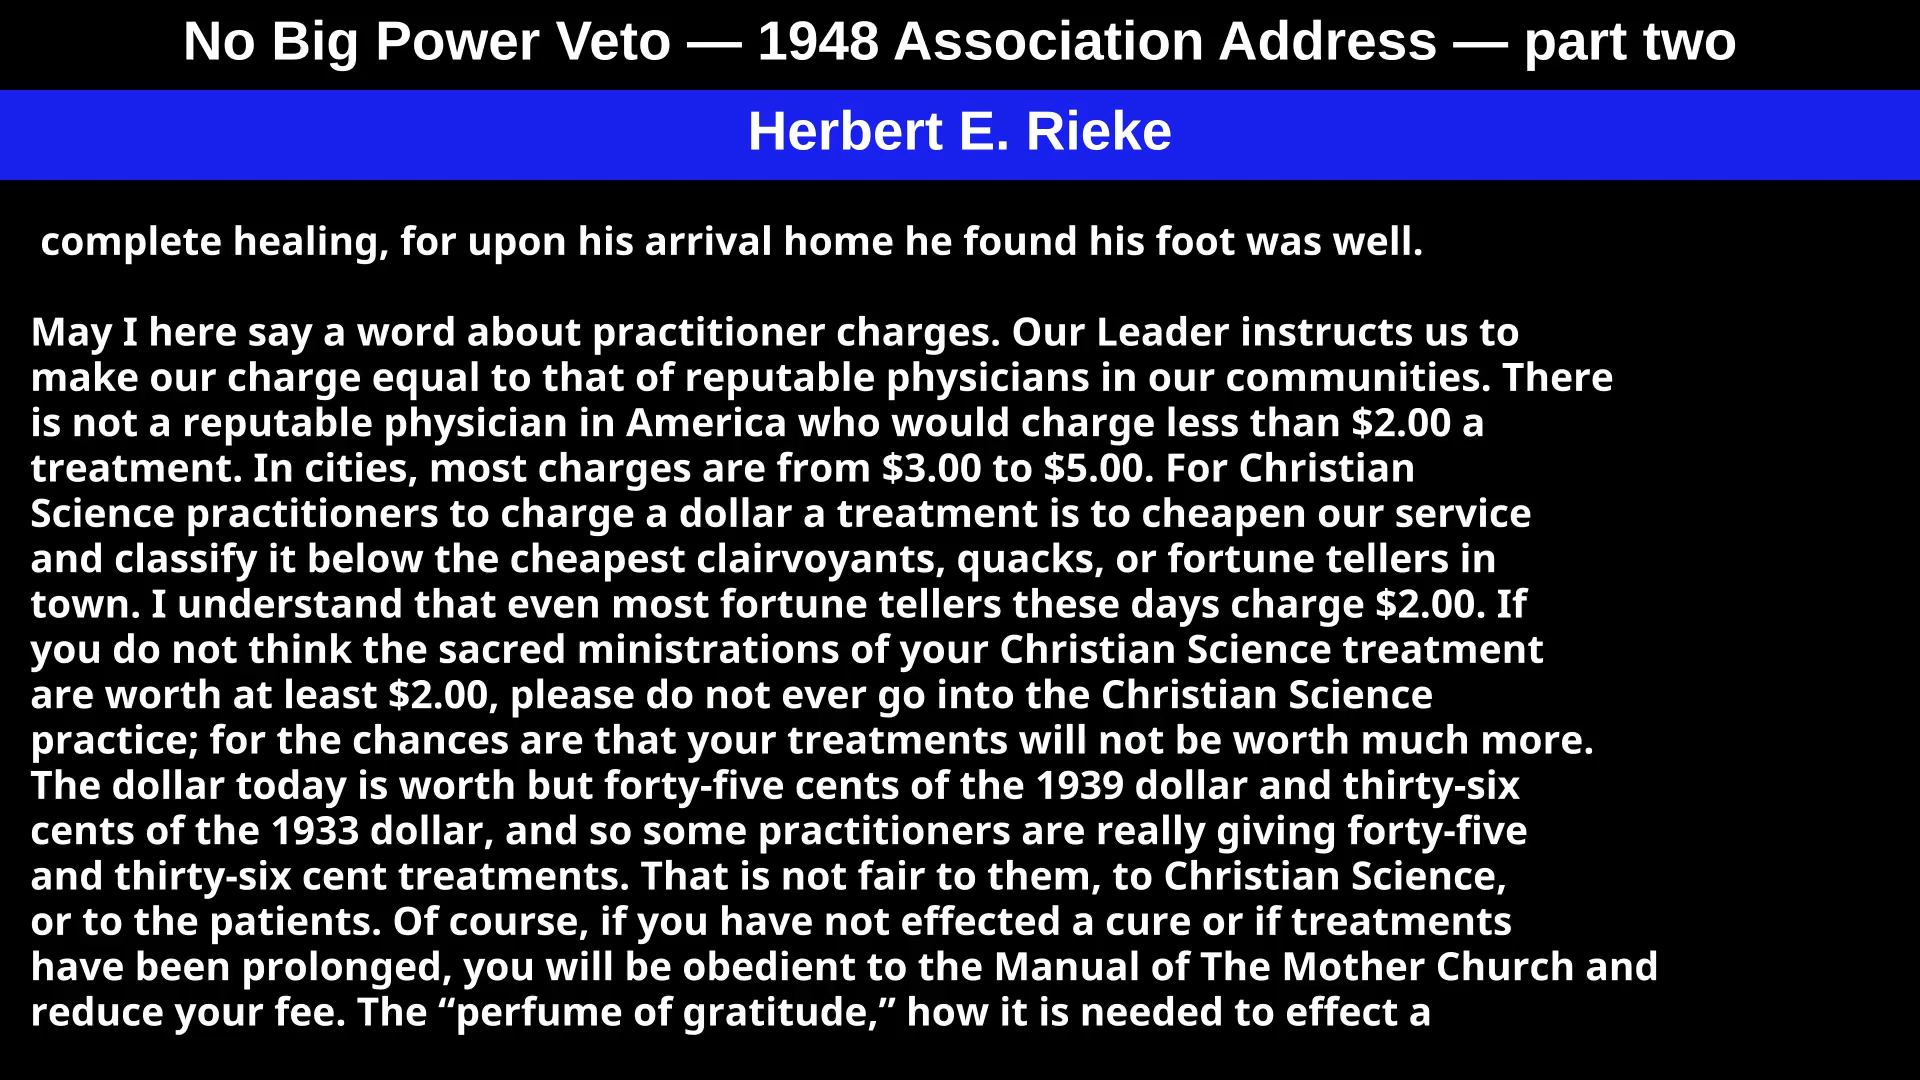 No Big Power Veto — 1948 Association Address — part two
Herbert E. Rieke
complete healing, for upon his arrival home he found his foot was well.
May I here say a word about practitioner charges. Our Leader instructs us to
make our charge equal to that of reputable physicians in our communities. There
is not a reputable physician in America who would charge less than $2.00 a
treatment. In cities, most charges are from $3.00 to $5.00. For Christian
Science practitioners to charge a dollar a treatment is to cheapen our service
and classify it below the cheapest clairvoyants, quacks, or fortune tellers in
town. I understand that even most fortune tellers these days charge $2.00. If
you do not think the sacred ministrations of your Christian Science treatment
are worth at least $2.00, please do not ever go into the Christian Science
practice; for the chances are that your treatments will not be worth much more.
The dollar today is worth but forty-five cents of the 1939 dollar and thirty-six
cents of the 1933 dollar, and so some practitioners are really giving forty-five
and thirty-six cent treatments. That is not fair to them, to Christian Science,
or to the patients. Of course, if you have not effected a cure or if treatments
have been prolonged, you will be obedient to the Manual of The Mother Church and
reduce your fee. The “perfume of gratitude,” how it is needed to effect a